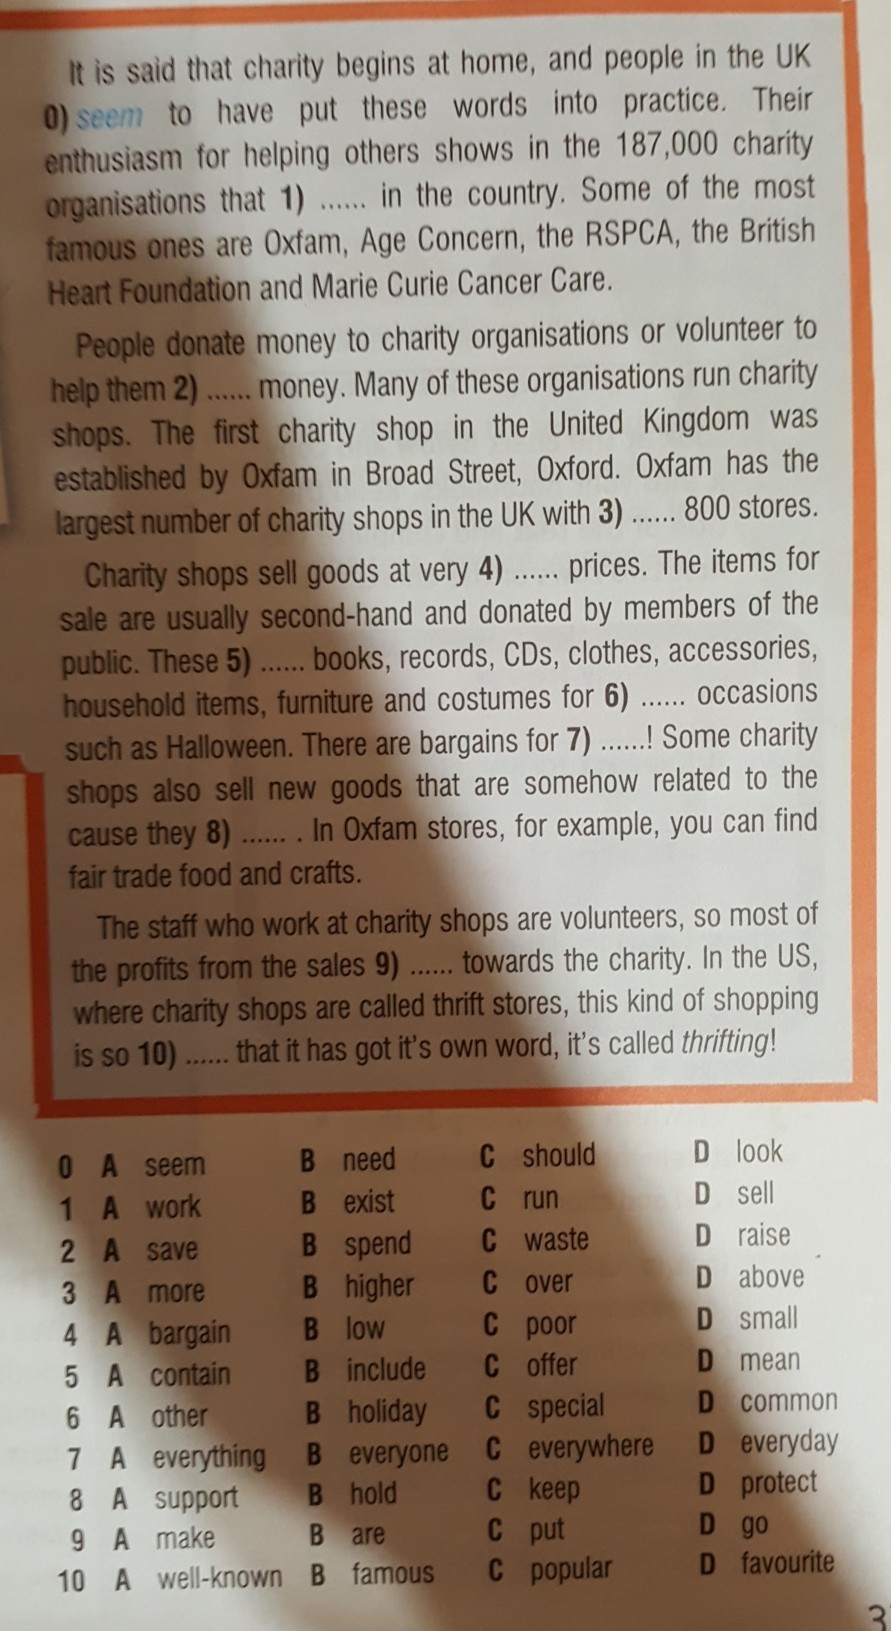 It is said that charity begins at home, and people in the UK
0) seem to have put these words into practice. Their
enthusiasm for helping others shows in the 187,000 charity
organisations that 1) ...... in the country. Some of the most
famous ones are Oxfam, Age Concern, the RSPCA, the British
Heart Foundation and Marie Curie Cancer Care.
People donate money to charity organisations or volunteer to
help them 2) ...... money. Many of these organisations run charity
shops. The first charity shop in the United Kingdom was
established by Oxfam in Broad Street, Oxford. Oxfam has the
largest number of charity shops in the UK with 3) ...... 800 stores.
Charity shops sell goods at very 4) ...... prices. The items for
sale are usually second-hand and donated by members of the
public. These 5) ...... books, records, CDs, clothes, accessories,
household items, furniture and costumes for 6) ...... occasions
such as Halloween. There are bargains for 7) ......! Some charity
shops also sell new goods that are somehow related to the
cause they 8) ...... . In Oxfam stores, for example, you can find
fair trade food and crafts.
The staff who work at charity shops are volunteers, so most of
the profits from the sales 9) ...... towards the charity. In the US,
where charity shops are called thrift stores, this kind of shopping
is so 10) ...... that it has got it's own word, it's called thrifting!
0 A seem B need C should D look
1 A work B exist C run D sell
2 A save B spend C waste D raise
3 A more B higher C over D above
4 A bargain B low C poor D small
5 A contain B include C offer D mean
6 A other B holiday C special D common
7 A everything B everyone C everywhere D everyday
8 A support B hold C keep D protect
9 A make B are C put D go
10 A well-known B famous C popular D favourite